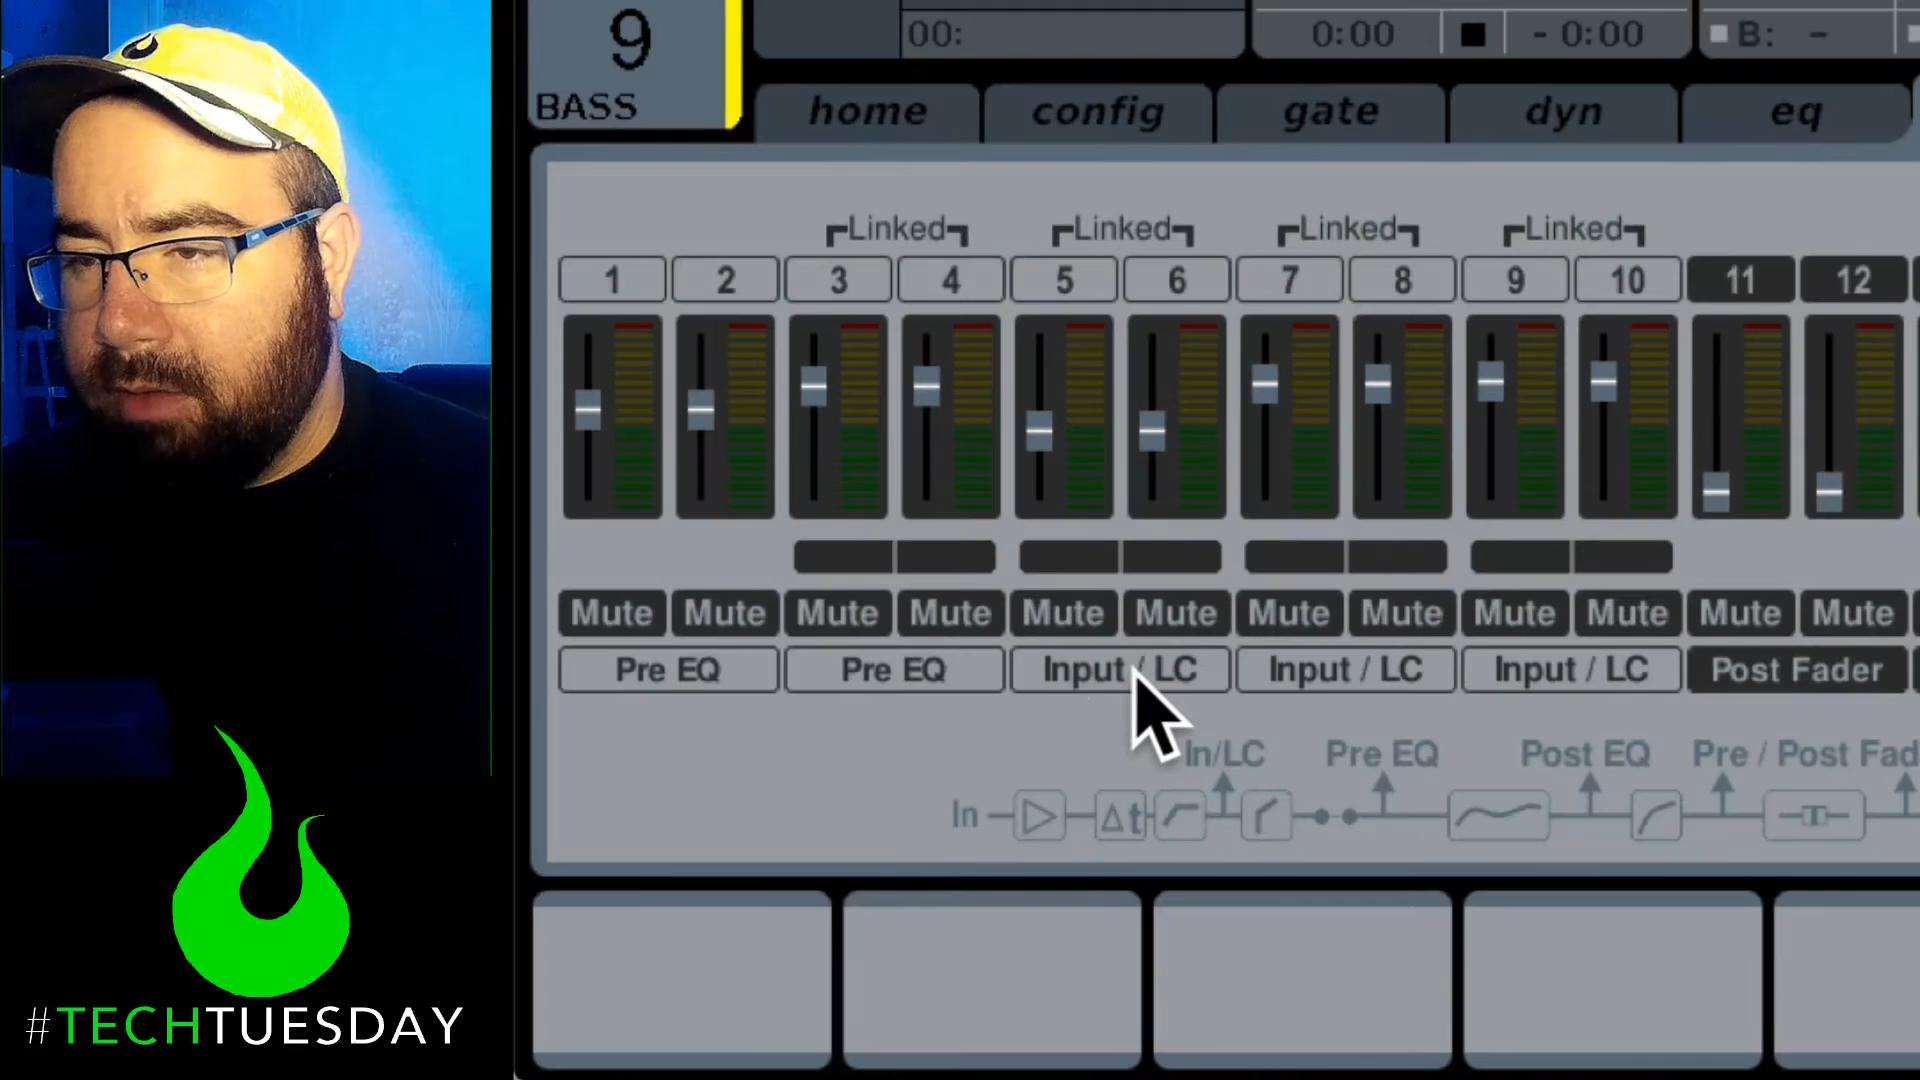 9
BASS
00:
0:00
- 0:00
B: -
home
config
gate
dyn
eq
Linked Linked Linked Linked
1 2 3 4 5 6 7 8 9 10 11 12
Mute Mute Mute Mute Mute Mute Mute Mute Mute Mute Mute Mute
Pre EQ Pre EQ Input / LC Input / LC Input / LC Post Fader
In/LC Pre EQ Post EQ Pre / Post Fad
In Δt
#TECHTUESDAY